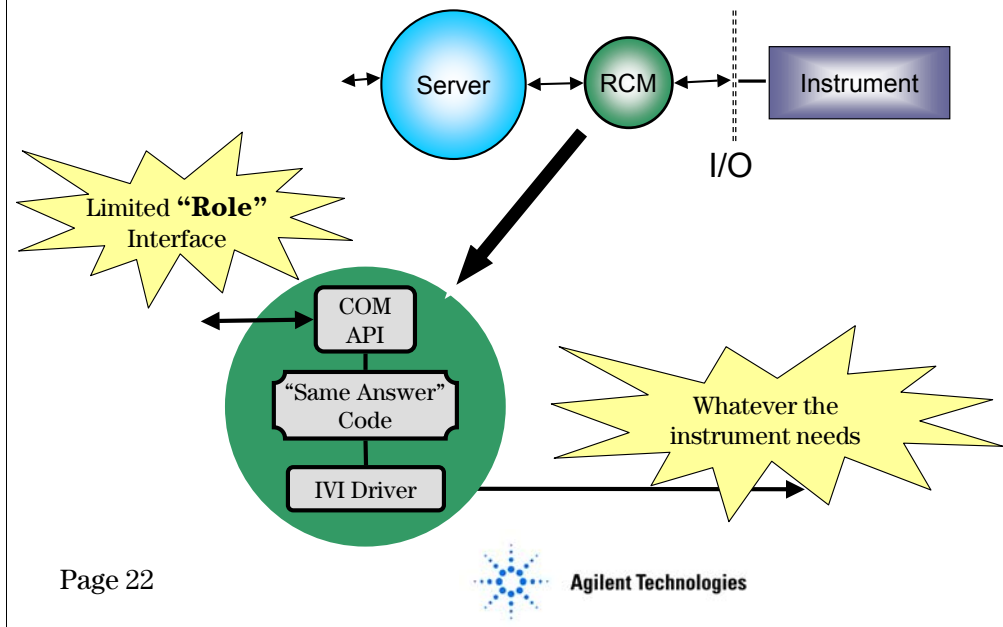 Server
RCM
Instrument
I/O
Limited “Role”
Interface
COM
API
“Same Answer”
Code
IVI Driver
Whatever the
instrument needs
Page 22
Agilent Technologies